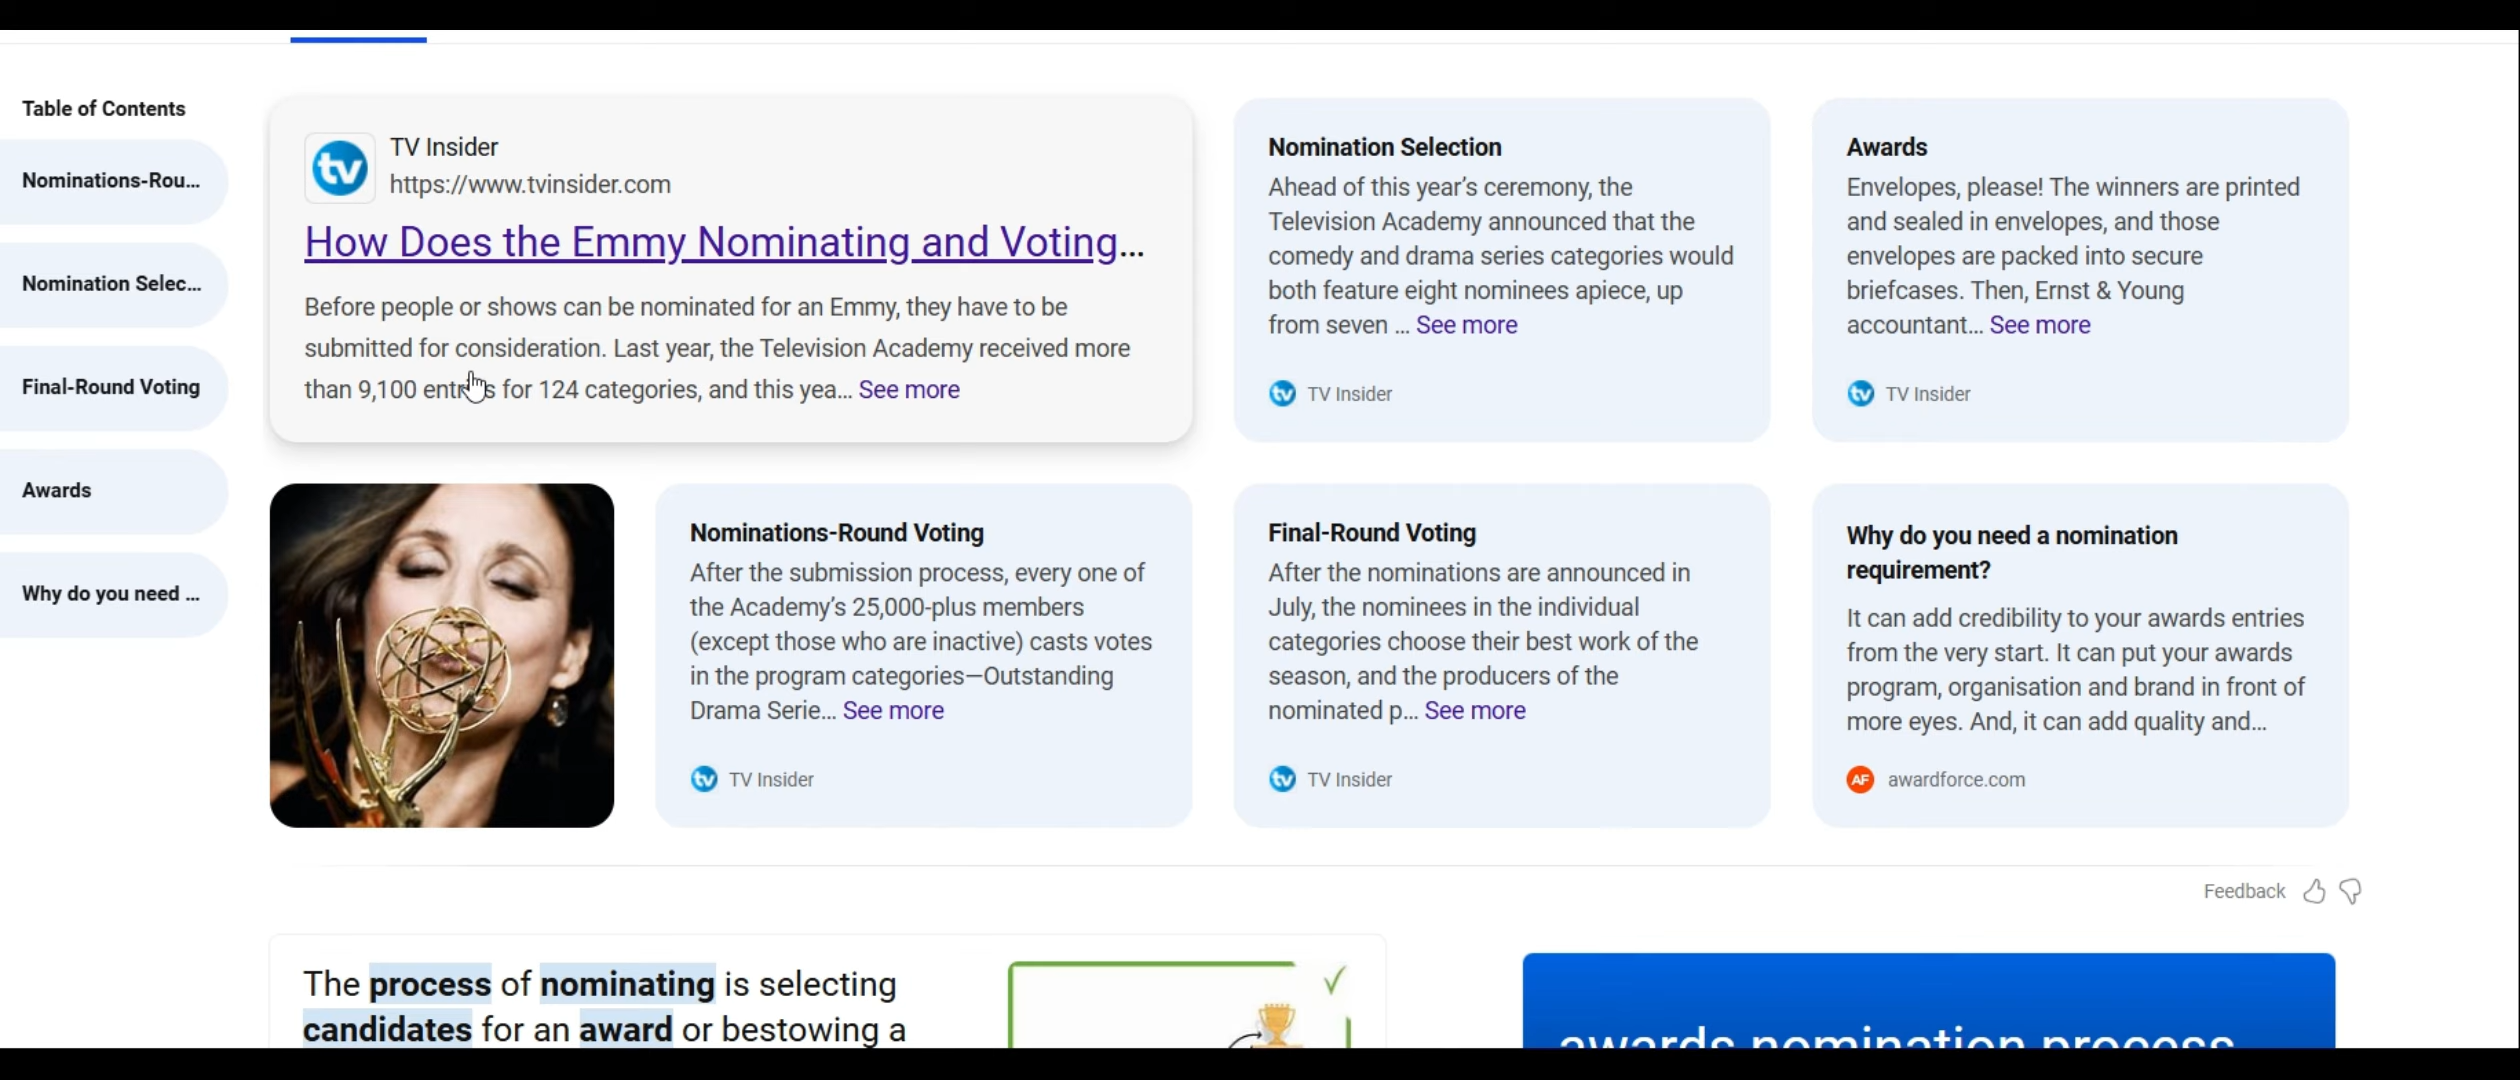 Table of Contents
Nominations-Rou...
Nomination Selec...
Final-Round Voting
Awards
Why do you need ...
tv
TV Insider
https://www.tvinsider.com
How Does the Emmy Nominating and Voting...
Before people or shows can be nominated for an Emmy, they have to be
submitted for consideration. Last year, the Television Academy received more
than 9,100 entries for 124 categories, and this yea... See more
Nomination Selection
Ahead of this year’s ceremony, the
Television Academy announced that the
comedy and drama series categories would
both feature eight nominees apiece, up
from seven ... See more
tv TV Insider
Awards
Envelopes, please! The winners are printed
and sealed in envelopes, and those
envelopes are packed into secure
briefcases. Then, Ernst & Young
accountant... See more
tv TV Insider
Nominations-Round Voting
After the submission process, every one of
the Academy’s 25,000-plus members
(except those who are inactive) casts votes
in the program categories—Outstanding
Drama Serie... See more
tv TV Insider
Final-Round Voting
After the nominations are announced in
July, the nominees in the individual
categories choose their best work of the
season, and the producers of the
nominated p... See more
tv TV Insider
Why do you need a nomination
requirement?
It can add credibility to your awards entries
from the very start. It can put your awards
program, organisation and brand in front of
more eyes. And, it can add quality and...
AF awardforce.com
Feedback
The process of nominating is selecting
candidates for an award or bestowing a
awards nomination process